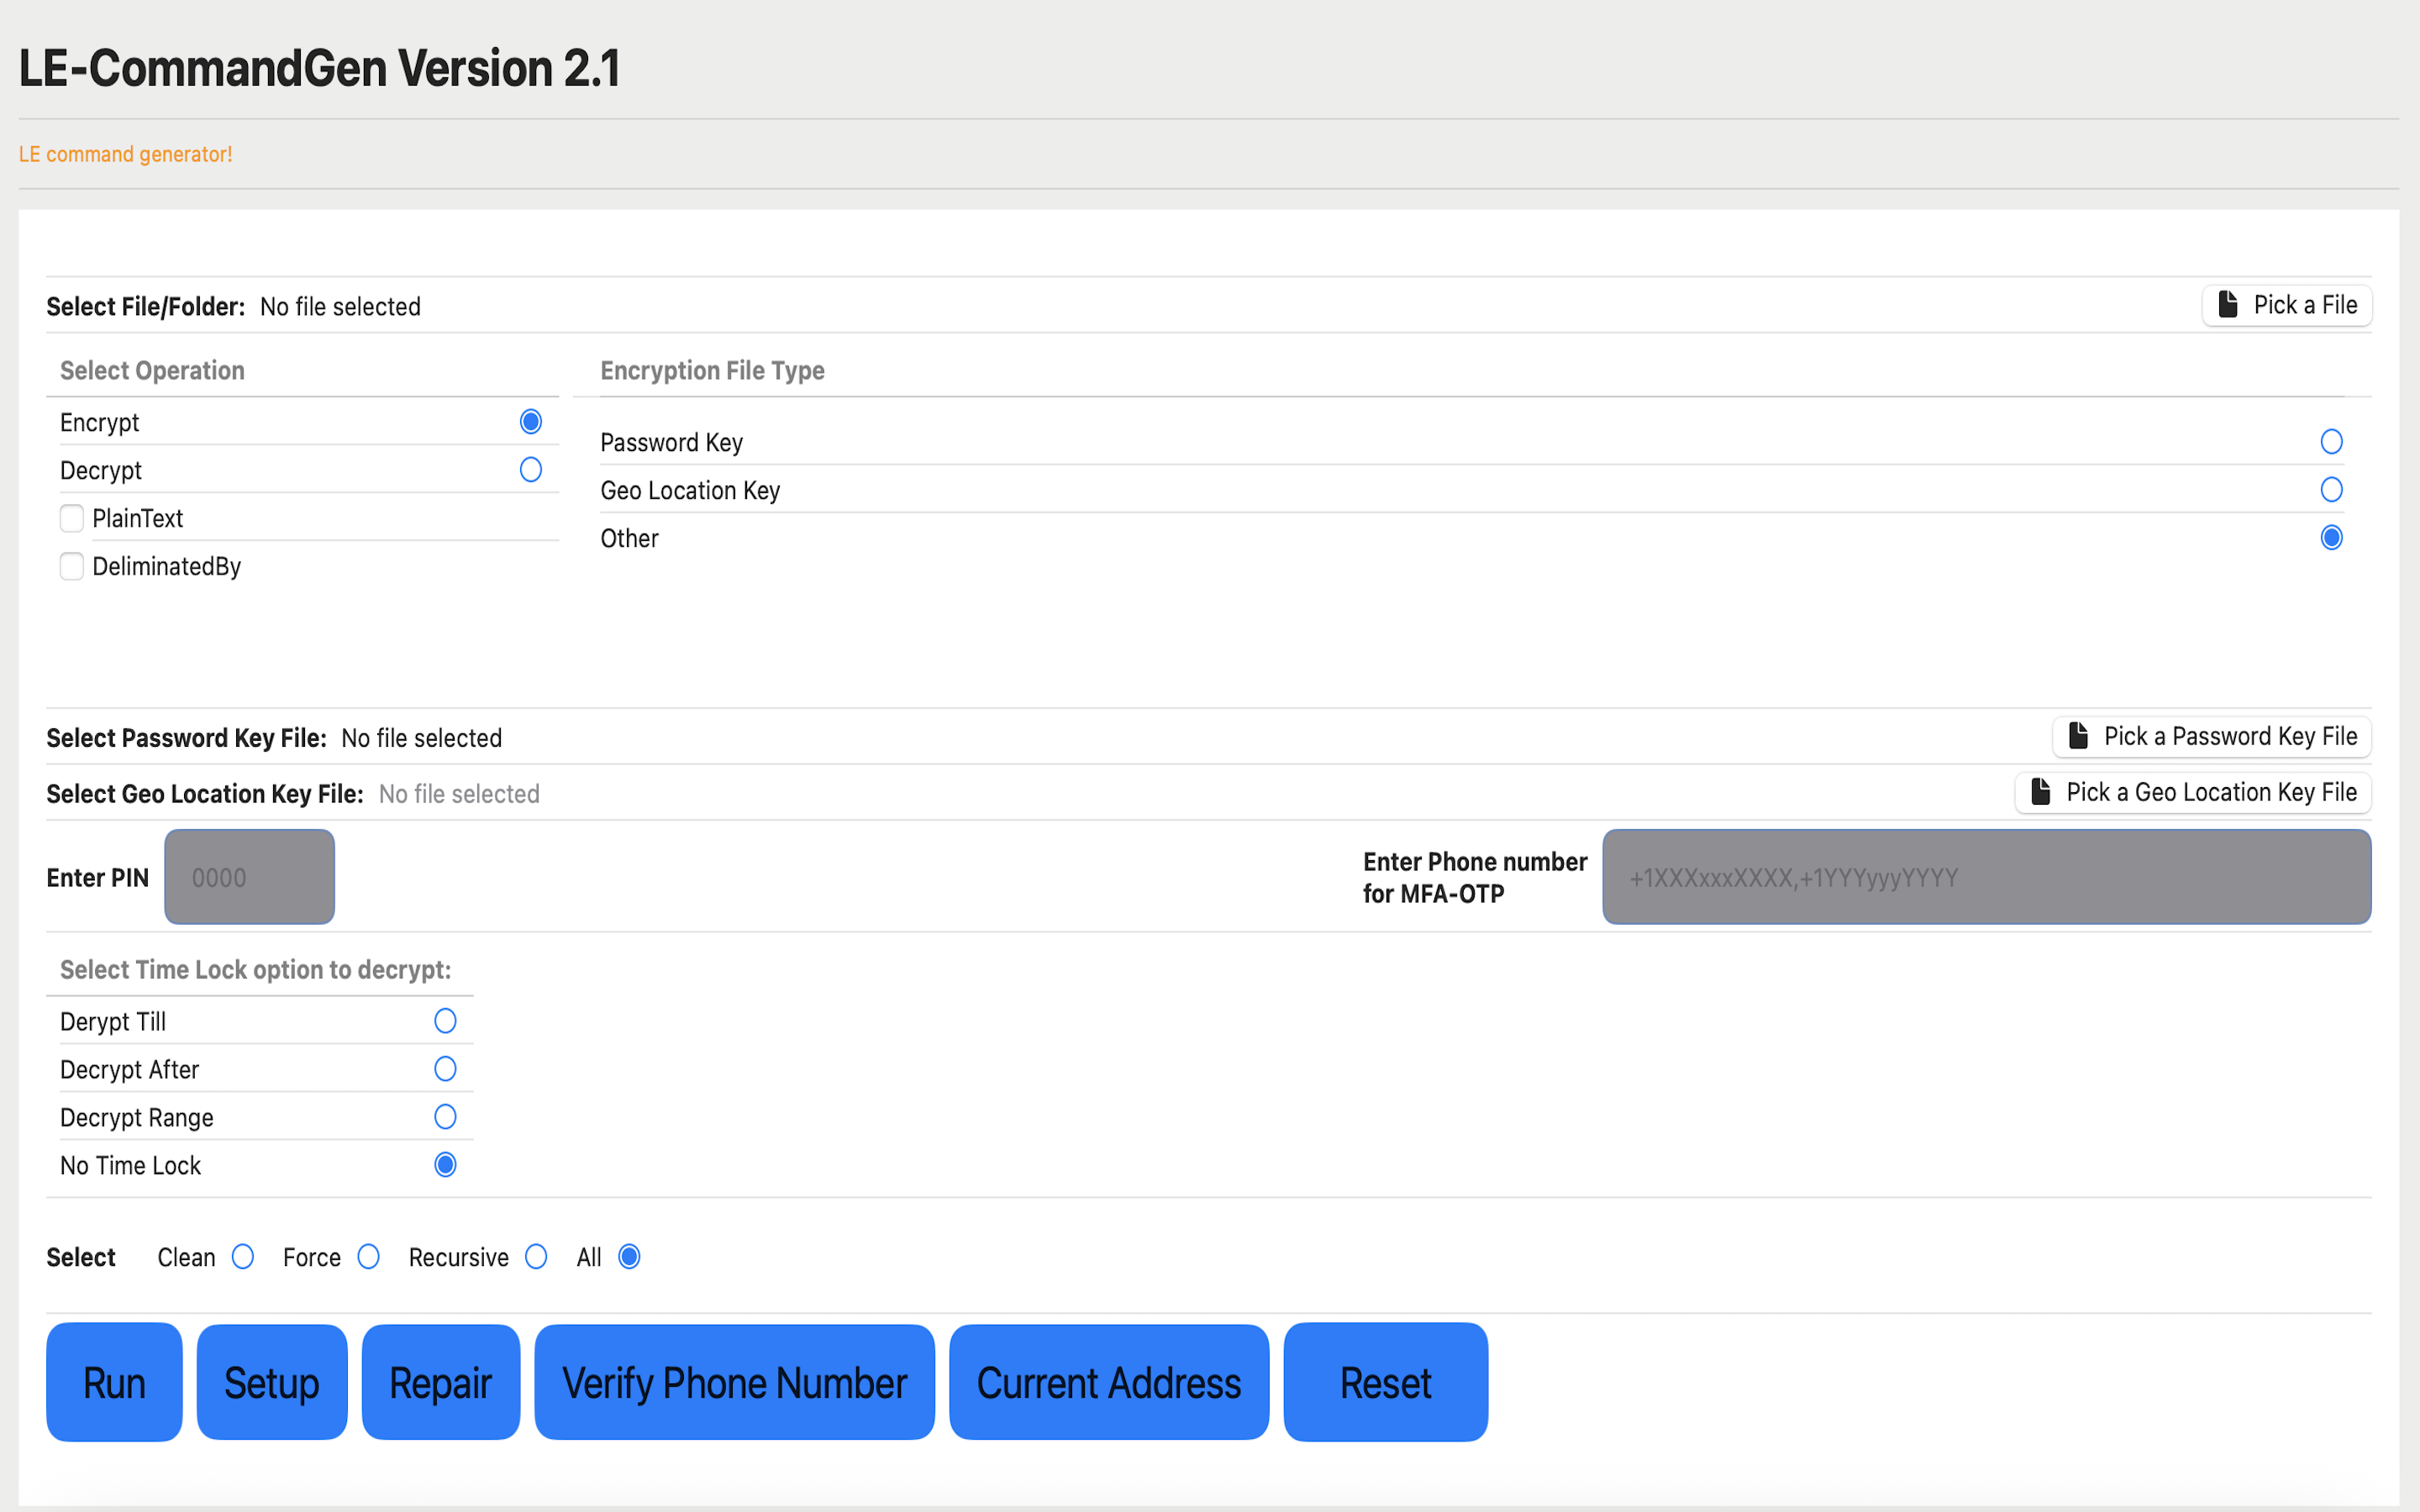 LE-CommandGen Version 2.1
LE command generator!
Select File/Folder: No file selected
Pick a File
Select Operation
Encryption File Type
Encrypt
Decrypt
PlainText
DeliminatedBy
Password Key
Geo Location Key
Other
Select Password Key File: No file selected
Pick a Password Key File
Select Geo Location Key File: No file selected
Pick a Geo Location Key File
Enter PIN
0000
Enter Phone number
for MFA-OTP
+1XXXxxxXXXX,+1YYYyyyYYYY
Select Time Lock option to decrypt:
Derypt Till
Decrypt After
Decrypt Range
No Time Lock
Select Clean Force Recursive All
Run Setup Repair Verify Phone Number Current Address Reset